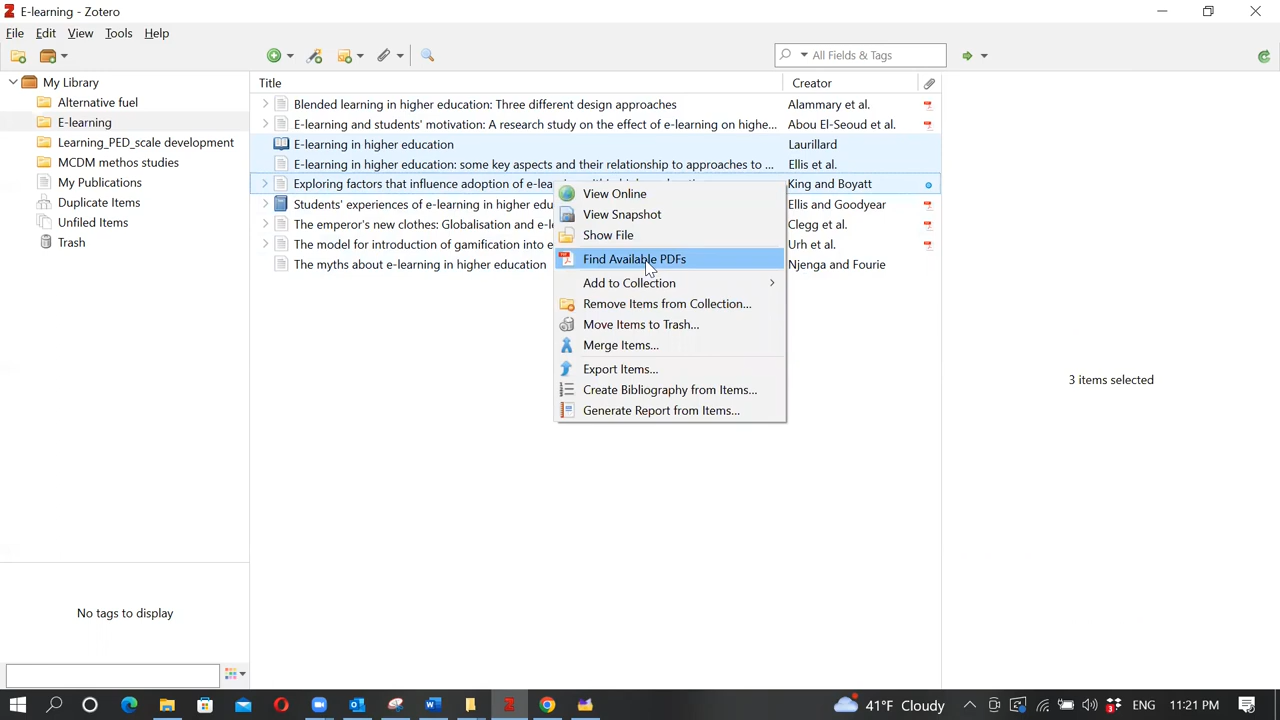 E-learning - Zotero
File Edit View Tools Help
All Fields & Tags
My Library
Alternative fuel
E-learning
Learning_PED_scale development
MCDM methos studies
My Publications
Duplicate Items
Unfiled Items
Trash
No tags to display
Title Creator
Blended learning in higher education: Three different design approaches Alammary et al.
E-learning and students' motivation: A research study on the effect of e-learning on highe... Abou El-Seoud et al.
E-learning in higher education Laurillard
E-learning in higher education: some key aspects and their relationship to approaches to ... Ellis et al.
Exploring factors that influence adoption of e-lea King and Boyatt
Students' experiences of e-learning in higher edu Ellis and Goodyear
The emperor's new clothes: Globalisation and e-l Clegg et al.
The model for introduction of gamification into e Urh et al.
The myths about e-learning in higher education Njenga and Fourie
View Online
View Snapshot
Show File
Find Available PDFs
Add to Collection
Remove Items from Collection...
Move Items to Trash...
Merge Items...
Export Items...
Create Bibliography from Items...
Generate Report from Items...
3 items selected
41°F Cloudy
ENG
11:21 PM